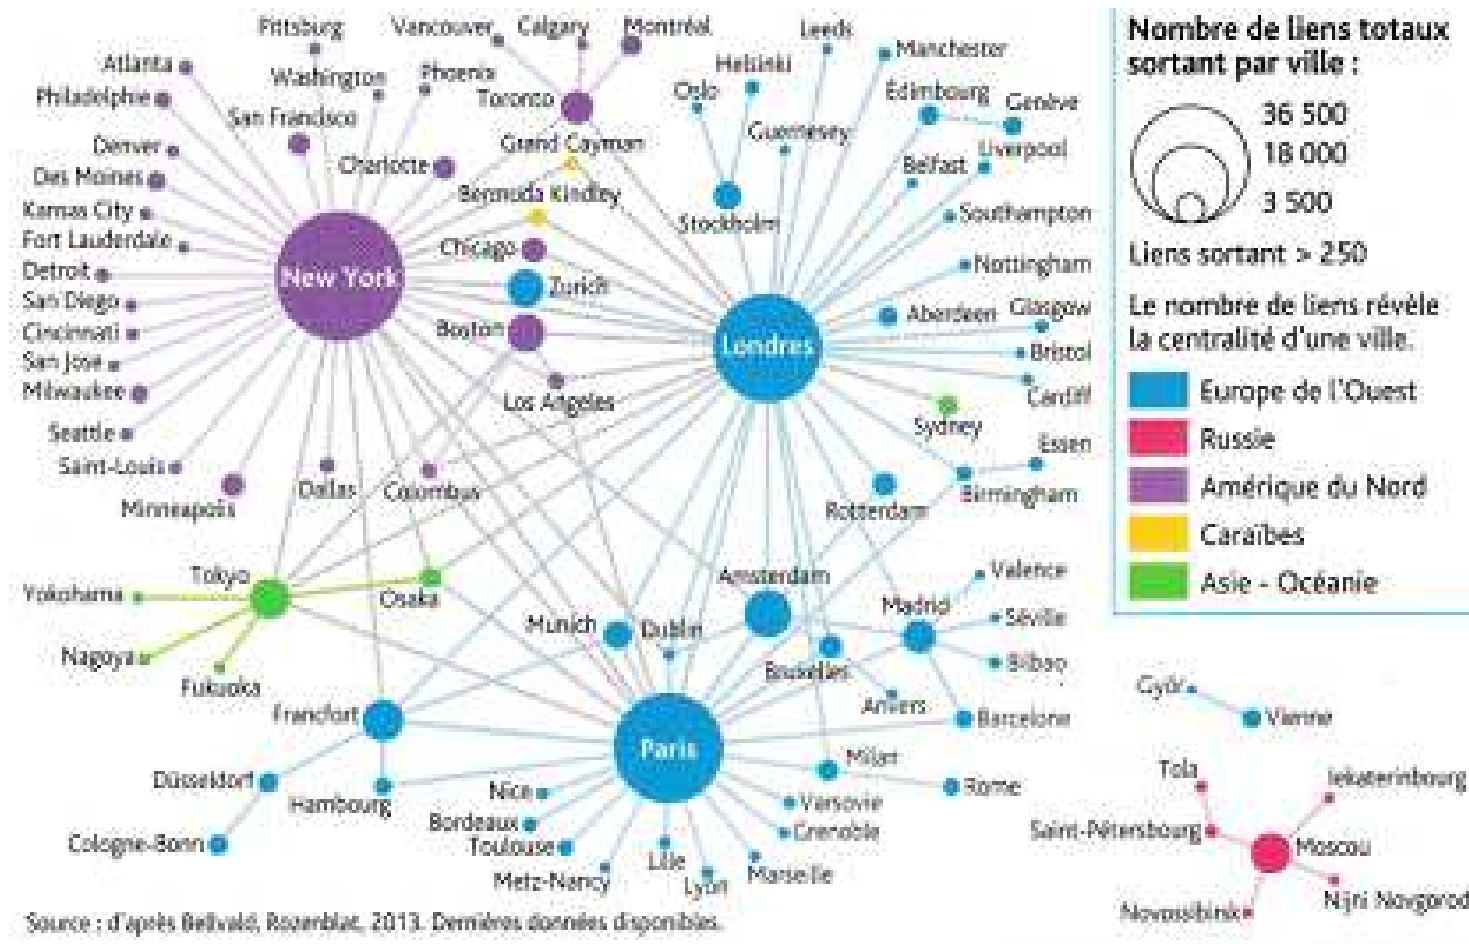 Pittsburg
Vancouver
Calgary
Montréal
Leeds
Manchester
Atlanta
Washington
Phoenix
Helsinki
Philadelphie
Toronto
Oslo
Édimbourg
Genève
San Francisco
Grand Cayman
Guernesey
Denver
Charlotte
Belfast
Liverpool
Des Moines
Bermuda Kindley
Kansas City
Stockholm
Southampton
Fort Lauderdale
Chicago
Detroit
New York
Zurich
Nottingham
San Diego
Boston
Aberdeen
Glasgow
Cincinnati
Londres
Bristol
San Jose
Milwaukee
Los Angeles
Cardiff
Seattle
Sydney
Essen
Saint-Louis
Dallas
Colombus
Birmingham
Minneapolis
Rotterdam
Tokyo
Amsterdam
Valence
Yokohama
Osaka
Madrid
Munich
Dublin
Séville
Nagoya
Bruxelles
Bilbao
Fukuoka
Francfort
Anvers
Barcelone
Paris
Milan
Düsseldorf
Hambourg
Nice
Rome
Varsovie
Bordeaux
Grenoble
Cologne-Bonn
Toulouse
Metz-Nancy
Lille
Lyon
Marseille
Győr
Vienne
Tola
Iekaterinbourg
Saint-Pétersbourg
Moscou
Novossibirsk
Nijni Novgorod
Nombre de liens totaux
sortant par ville :
36 500
18 000
3 500
Liens sortant > 250
Le nombre de liens révèle
la centralité d'une ville.
Europe de l'Ouest
Russie
Amérique du Nord
Caraïbes
Asie - Océanie
Source : d'après Bellwald, Rozenblat, 2013. Dernières données disponibles.